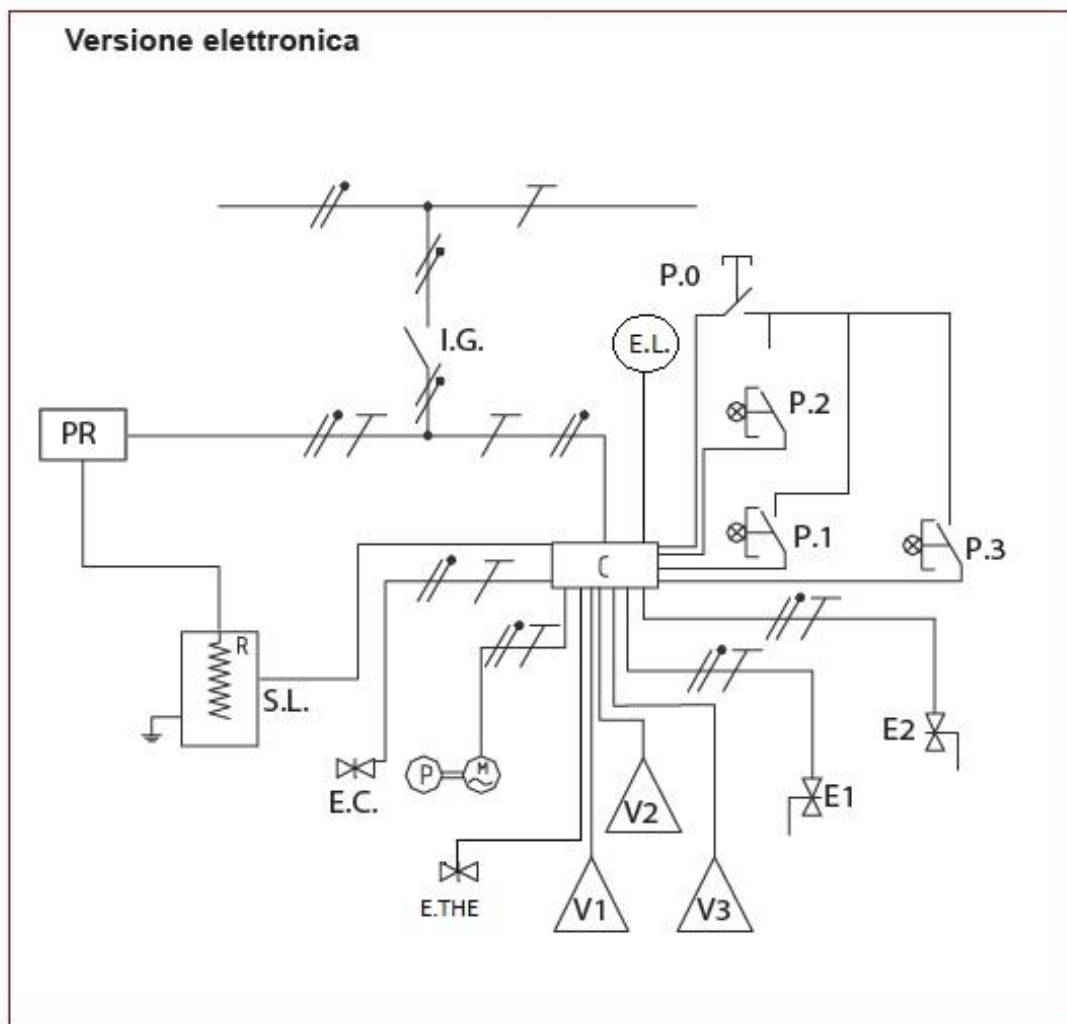 Versione elettronica
P.0
I.G.
E.L.
P.2
PR
P.1
P.3
C
R
S.L.
E2
P
M
E.C.
V2
E1
E.THE
V1
V3